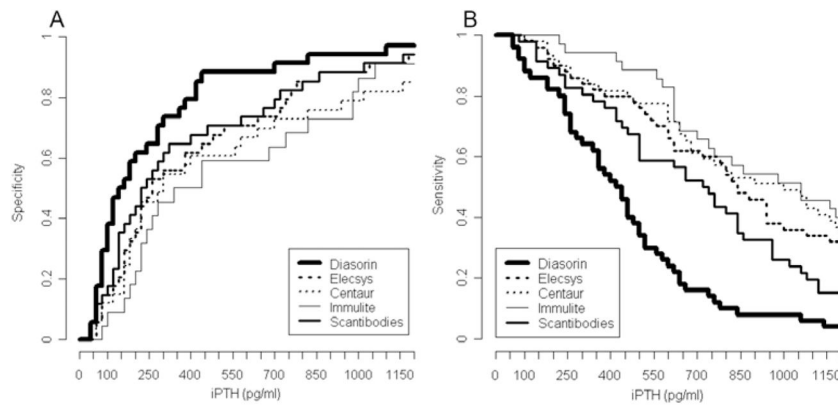 A
Specificity
1
0.8
0.6
0.4
0.2
0
Diasorin
Elecsys
Centaur
Immulite
Scantibodies
0 100 250 400 550 700 850 1000 1150
iPTH (pg/ml)
B
Sensitivity
1
0.8
0.6
0.4
0.2
0
Diasorin
Elecsys
Centaur
Immulite
Scantibodies
0 100 250 400 550 700 850 1000 1150
iPTH (pg/ml)